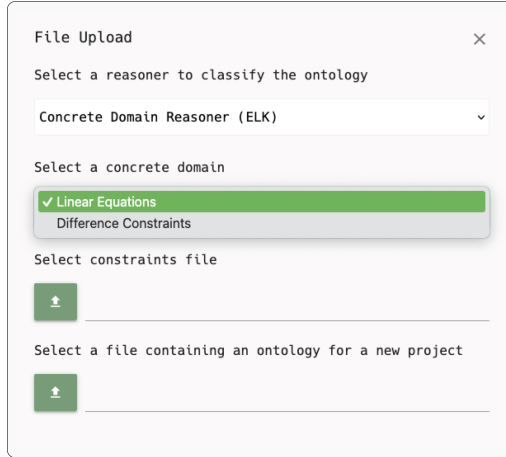 File Upload
Select a reasoner to classify the ontology
Concrete Domain Reasoner (ELK)
Select a concrete domain
Linear Equations
Difference Constraints
Select constraints file
Select a file containing an ontology for a new project